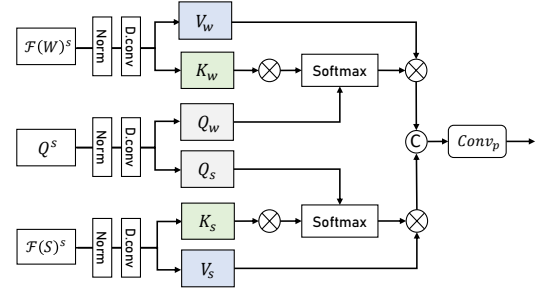 V_w
F(W)^s
Norm
D.conv
K_w
Softmax
Q_w
Q^s
Norm
D.conv
C
Conv_p
Q_s
K_s
Softmax
F(S)^s
Norm
D.conv
V_s